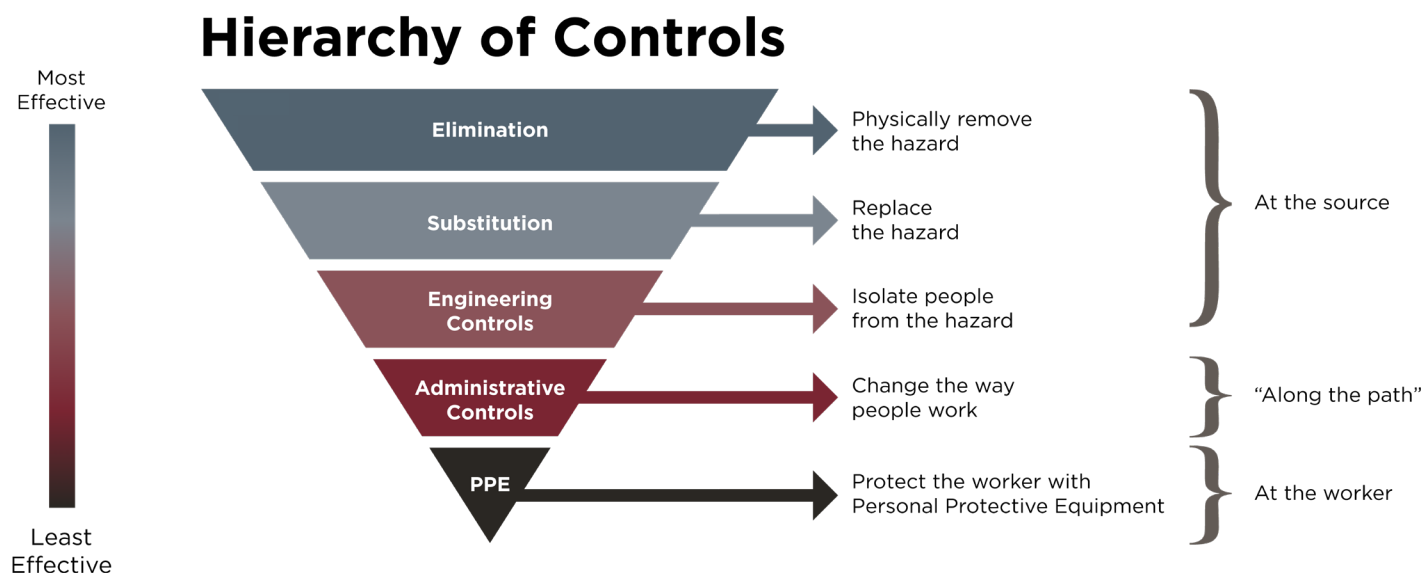 Hierarchy of Controls
Most
Effective
Least
Effective
Elimination
Physically remove
the hazard
Substitution
Replace
the hazard
Engineering
Controls
Isolate people
from the hazard
Administrative
Controls
Change the way
people work
PPE
Protect the worker with
Personal Protective Equipment
At the source
“Along the path”
At the worker